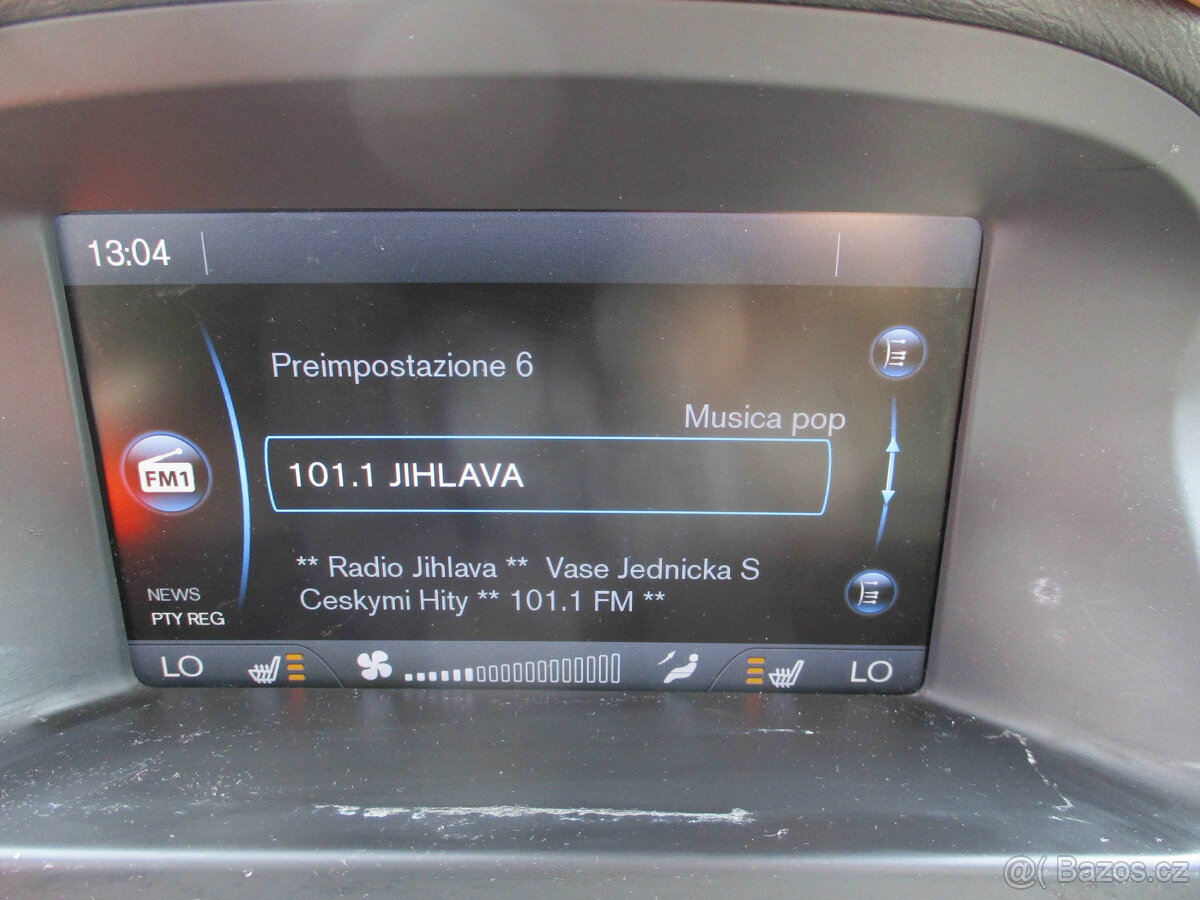 13:04
Preimpostazione 6
Musica pop
FM1
101.1 JIHLAVA
** Radio Jihlava ** Vase Jednicka S
Ceskymi Hity ** 101.1 FM **
NEWS
PTY REG
LO
LO
@( Bazos.cz